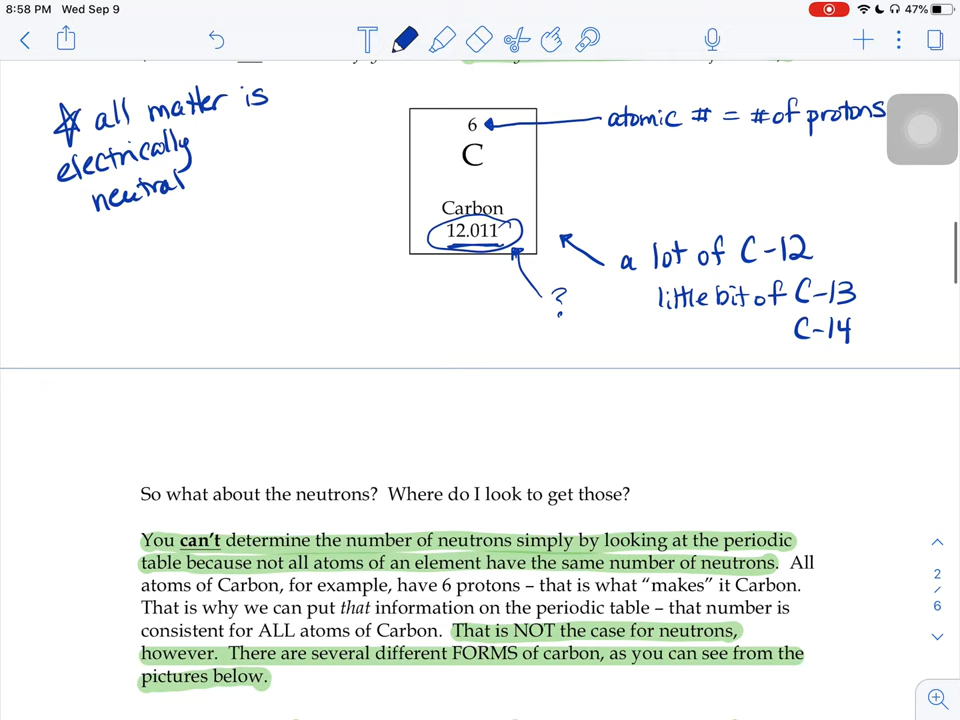 8:58 PM Wed Sep 9
47%
T
☆ all matter is
electrically
neutral
6
C
Carbon
12.011
atomic # = # of protons
?
a lot of C-12
little bit of C-13
C-14
So what about the neutrons? Where do I look to get those?
You can't determine the number of neutrons simply by looking at the periodic
table because not all atoms of an element have the same number of neutrons. All
atoms of Carbon, for example, have 6 protons – that is what “makes” it Carbon.
That is why we can put that information on the periodic table – that number is
consistent for ALL atoms of Carbon. That is NOT the case for neutrons,
however. There are several different FORMS of carbon, as you can see from the
pictures below.
2
/
6